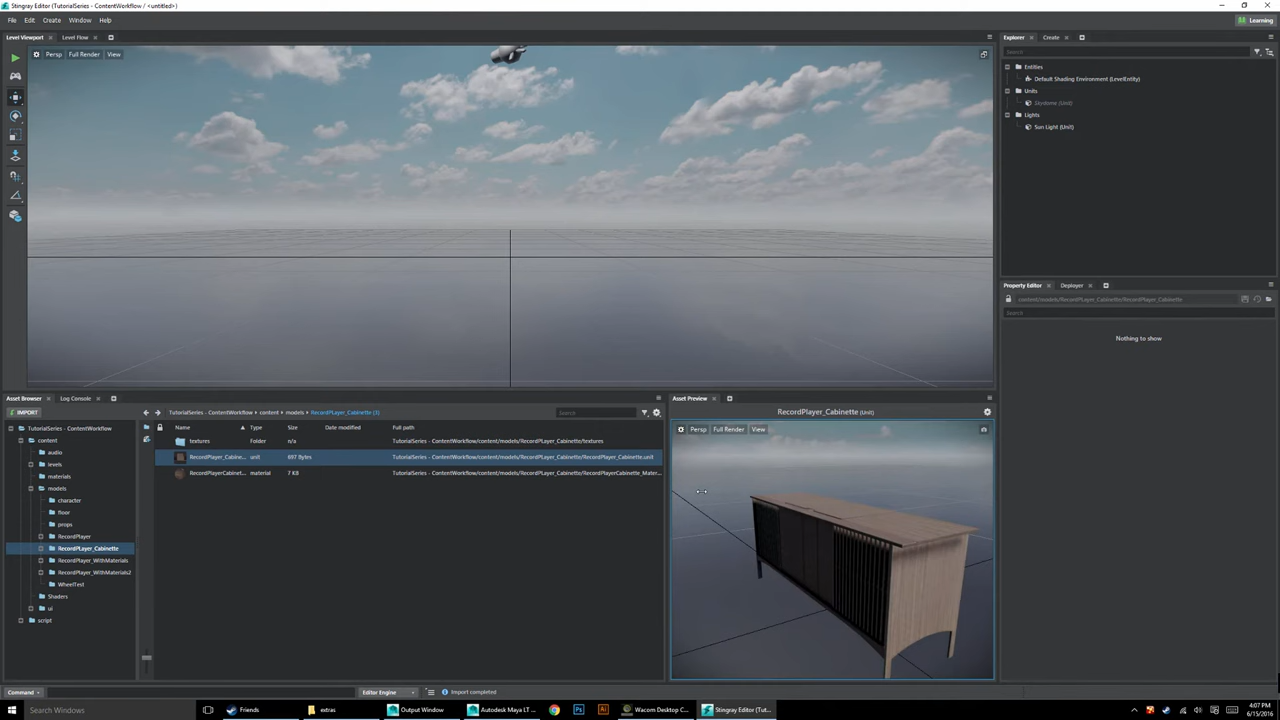 Stingray Editor (TutorialSeries - ContentWorkflow / <untitled>)
File Edit Create Window Help
Learning
Level Viewport Level Flow
Persp Full Render View
Explorer Create
Search
Entities
Default Shading Environment (LevelEntity)
Units
Skydome (Unit)
Lights
Sun Light (Unit)
Property Editor Deployer
content/models/RecordPLayer_Cabinette/RecordPlayer_Cabinette
Search
Nothing to show
Asset Browser Log Console
IMPORT
TutorialSeries - ContentWorkflow > content > models > RecordPLayer_Cabinette (3)
Search
TutorialSeries - ContentWorkflow
content
audio
levels
materials
models
character
floor
props
RecordPlayer
RecordPLayer_Cabinette
RecordPlayer_WithMaterials
RecordPlayer_WithMaterials2
WheelTest
Shaders
ui
script
Name Type Size Date modified Full path
textures Folder n/a TutorialSeries - ContentWorkflow/content/models/RecordPLayer_Cabinette/textures
RecordPlayer_Cabine... unit 697 Bytes TutorialSeries - ContentWorkflow/content/models/RecordPLayer_Cabinette/RecordPlayer_Cabinette.unit
RecordPlayerCabinet... material 7 KB TutorialSeries - ContentWorkflow/content/models/RecordPLayer_Cabinette/RecordPlayerCabinette_Mater...
Asset Preview
RecordPlayer_Cabinette (Unit)
Persp Full Render View
Command Editor Engine Import completed
Search Windows
Friends
extras
Output Window
Autodesk Maya LT ...
Wacom Desktop C...
Stingray Editor (Tut...
4:07 PM
6/15/2016